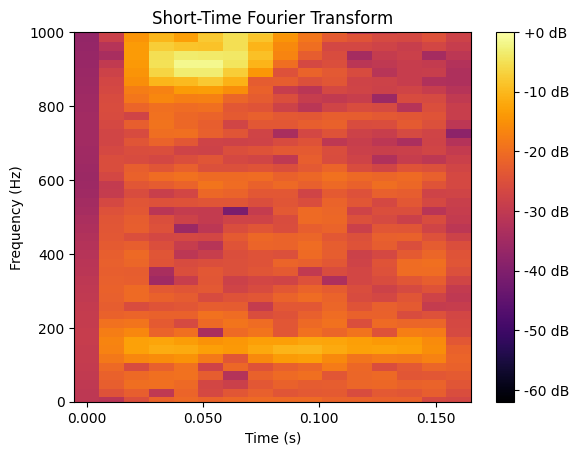 Short-Time Fourier Transform
1000
800
600
400
200
0
Frequency (Hz)
0.000
0.050
0.100
0.150
Time (s)
+0 dB
-10 dB
-20 dB
-30 dB
-40 dB
-50 dB
-60 dB